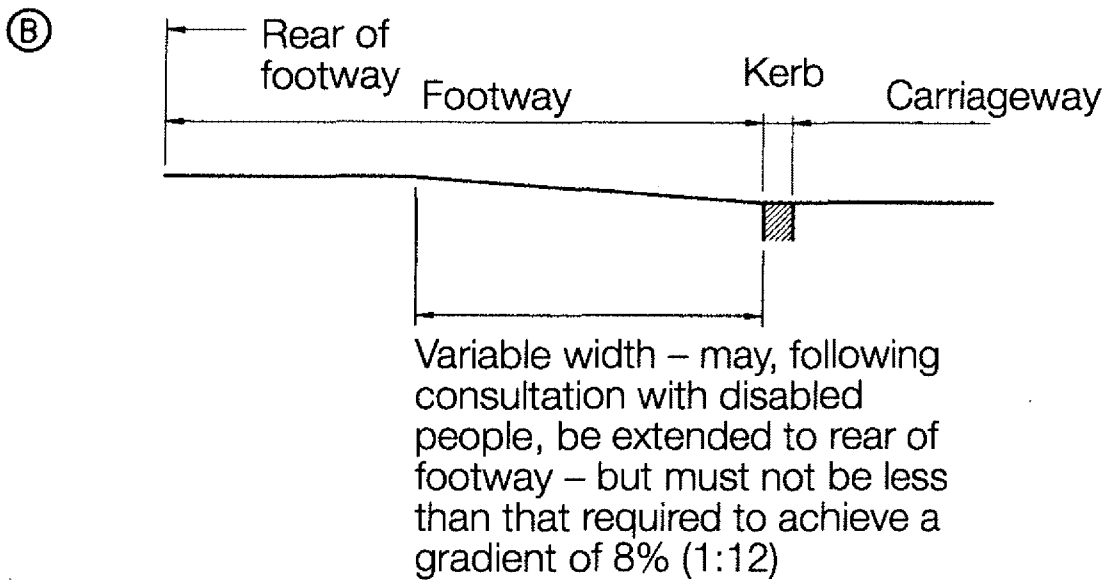 B
Rear of
footway
Footway
Kerb
Carriageway
Variable width – may, following
consultation with disabled
people, be extended to rear of
footway – but must not be less
than that required to achieve a
gradient of 8% (1:12)